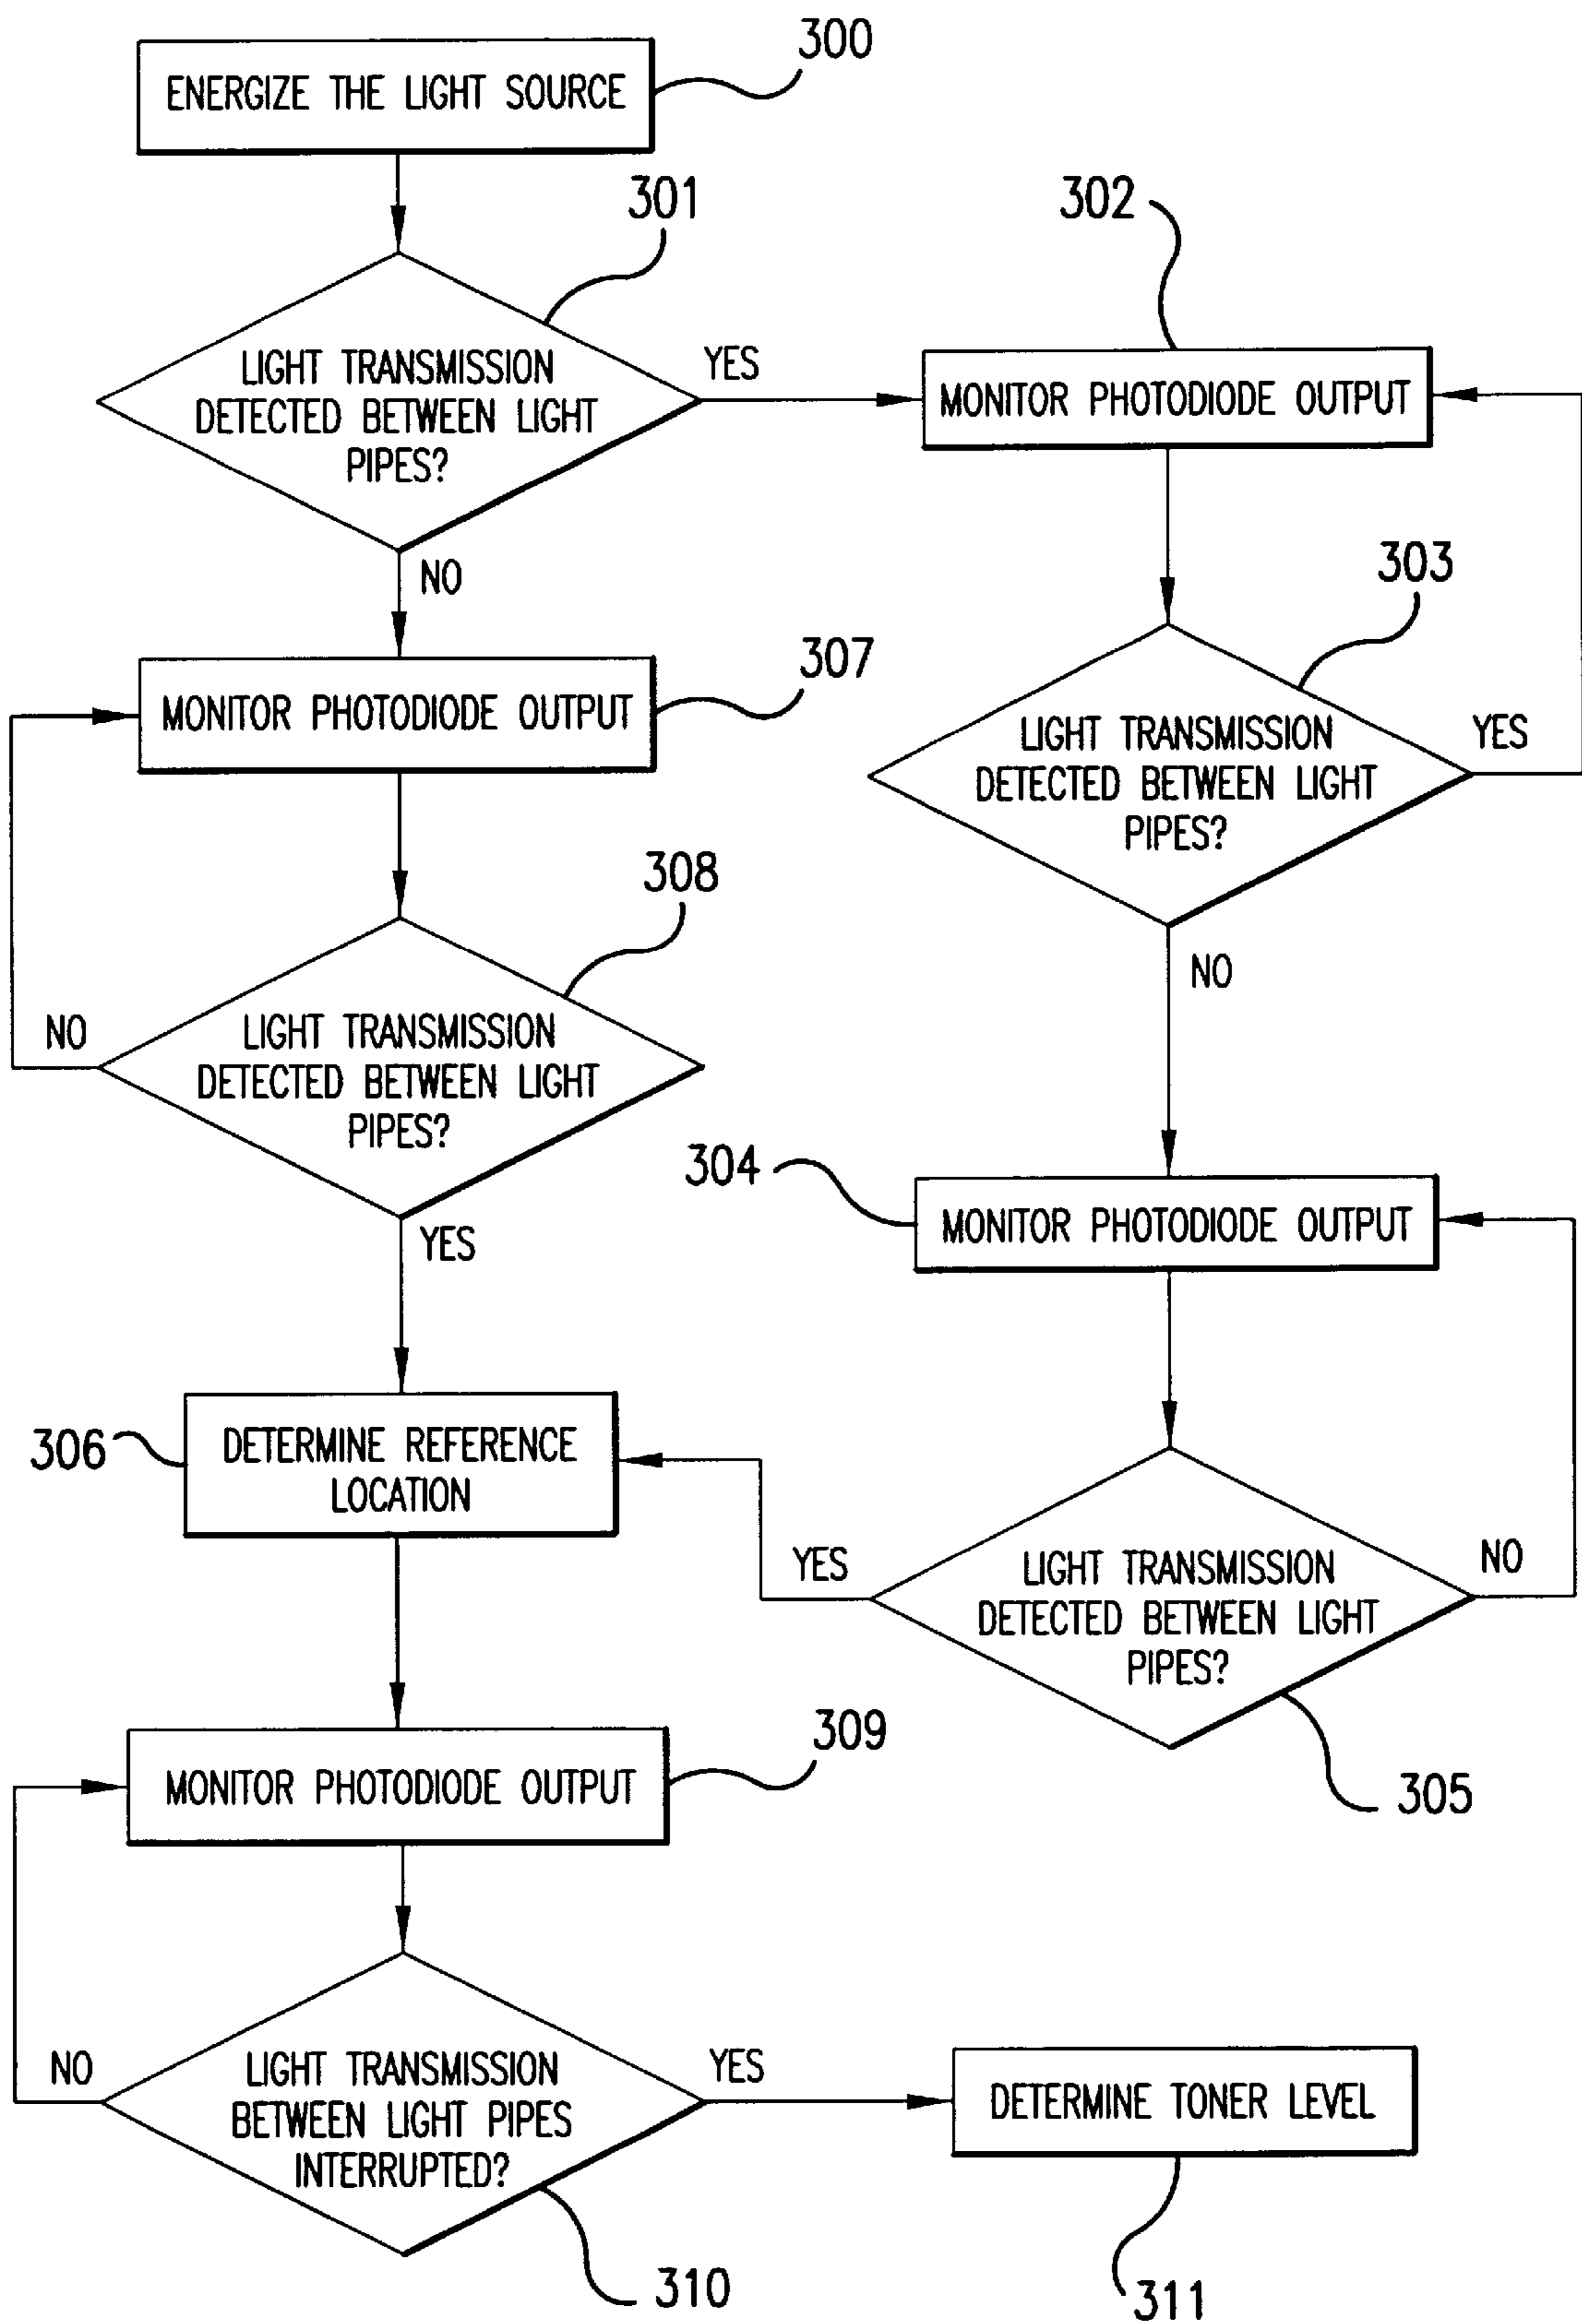 300
ENERGIZE THE LIGHT SOURCE
301
302
LIGHT TRANSMISSION
DETECTED BETWEEN LIGHT
PIPES?
YES
MONITOR PHOTODIODE OUTPUT
NO
303
307
MONITOR PHOTODIODE OUTPUT
LIGHT TRANSMISSION
DETECTED BETWEEN LIGHT
PIPES?
YES
308
NO
NO
LIGHT TRANSMISSION
DETECTED BETWEEN LIGHT
PIPES?
304
MONITOR PHOTODIODE OUTPUT
YES
306
DETERMINE REFERENCE
LOCATION
YES
LIGHT TRANSMISSION
DETECTED BETWEEN LIGHT
PIPES?
NO
309
MONITOR PHOTODIODE OUTPUT
305
NO
LIGHT TRANSMISSION
BETWEEN LIGHT PIPES
INTERRUPTED?
YES
DETERMINE TONER LEVEL
310
311